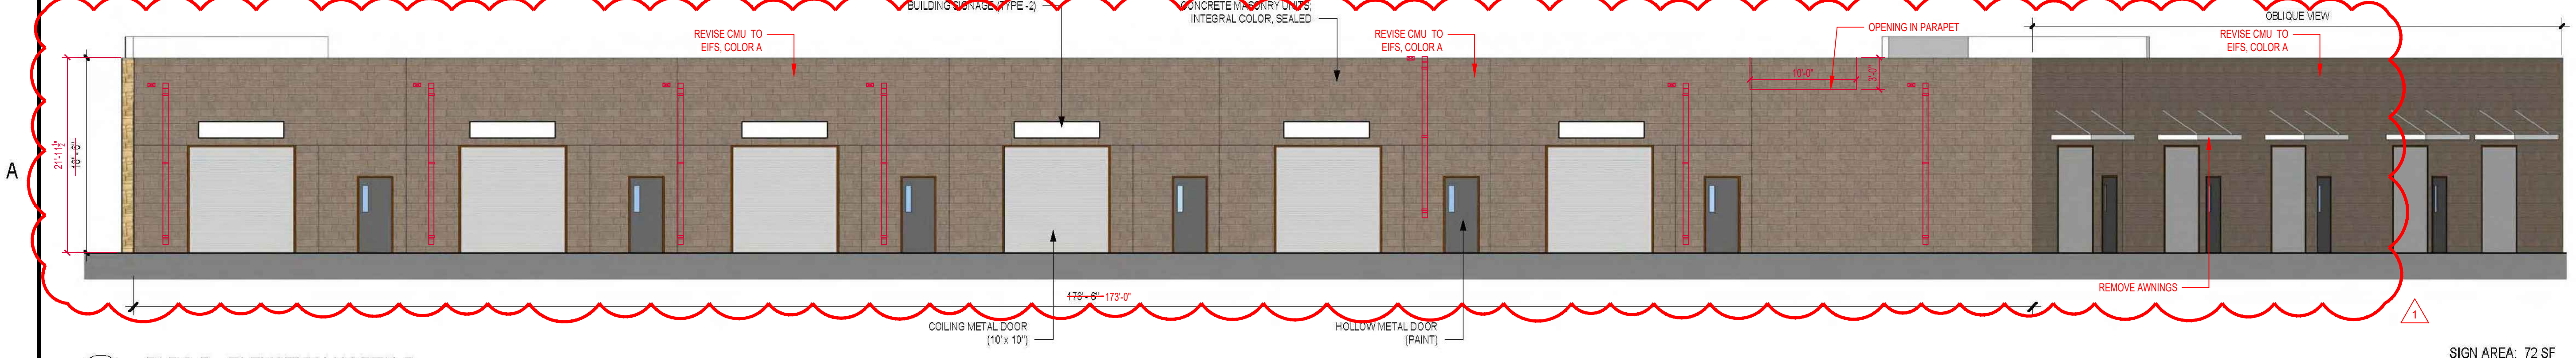 BUILDING SIGNAGE (TYPE -2)
CONCRETE MASONRY UNITS,
INTEGRAL COLOR, SEALED
OBLIQUE VIEW
REVISE CMU TO
EIFS, COLOR A
REVISE CMU TO
EIFS, COLOR A
OPENING IN PARAPET
REVISE CMU TO
EIFS, COLOR A
10'-0"
3'-0"
21'-11½"
18'- 6"
A
REMOVE AWNINGS
178'- 6" 173'-0"
1
COILING METAL DOOR
(10' x 10')
HOLLOW METAL DOOR
(PAINT)
SIGN AREA: 72 SF